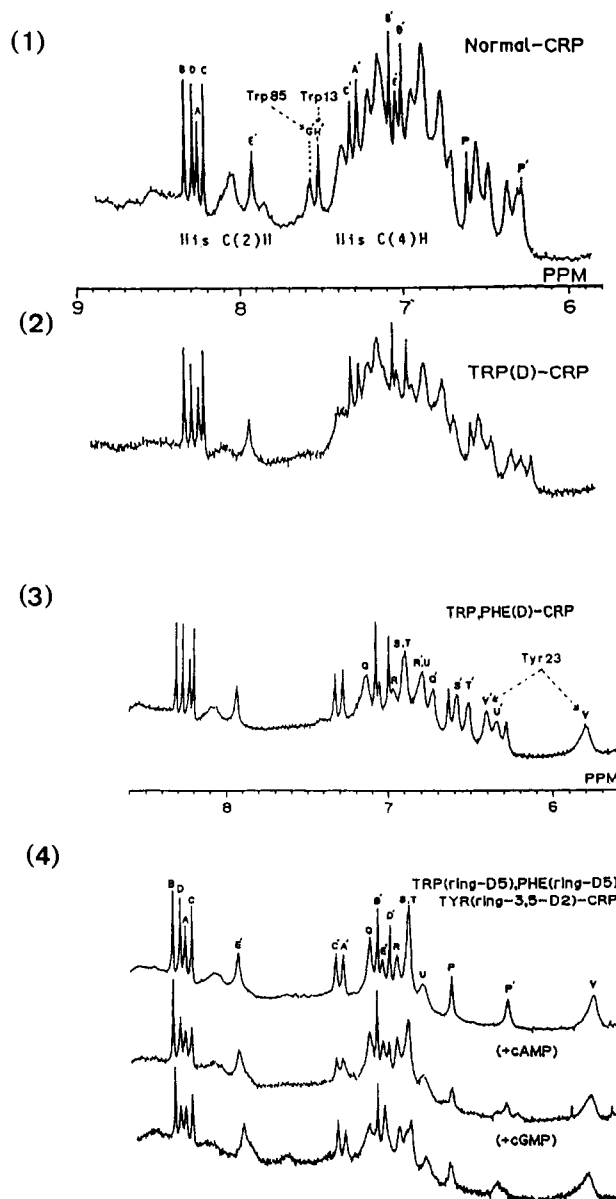 (1)
Normal-CRP
B D A C
E'
Trp85 Trp13
G H'
C' A'
B' D'
E'
P P'
His C(2)H
His C(4)H
PPM
9 8 7 6
(2)
TRP(D)-CRP
(3)
TRP,PHE(D)-CRP
Tyr23
Q R S,T R',U Q' S' T' V' U' V
PPM
8 7 6
(4)
TRP(ring-D5),PHE(ring-D5)
TYR(ring-3,5-D2)-CRP
B D A C
E'
C' A'
Q B' E' D' R S,T
U P P' V
(+cAMP)
(+cGMP)